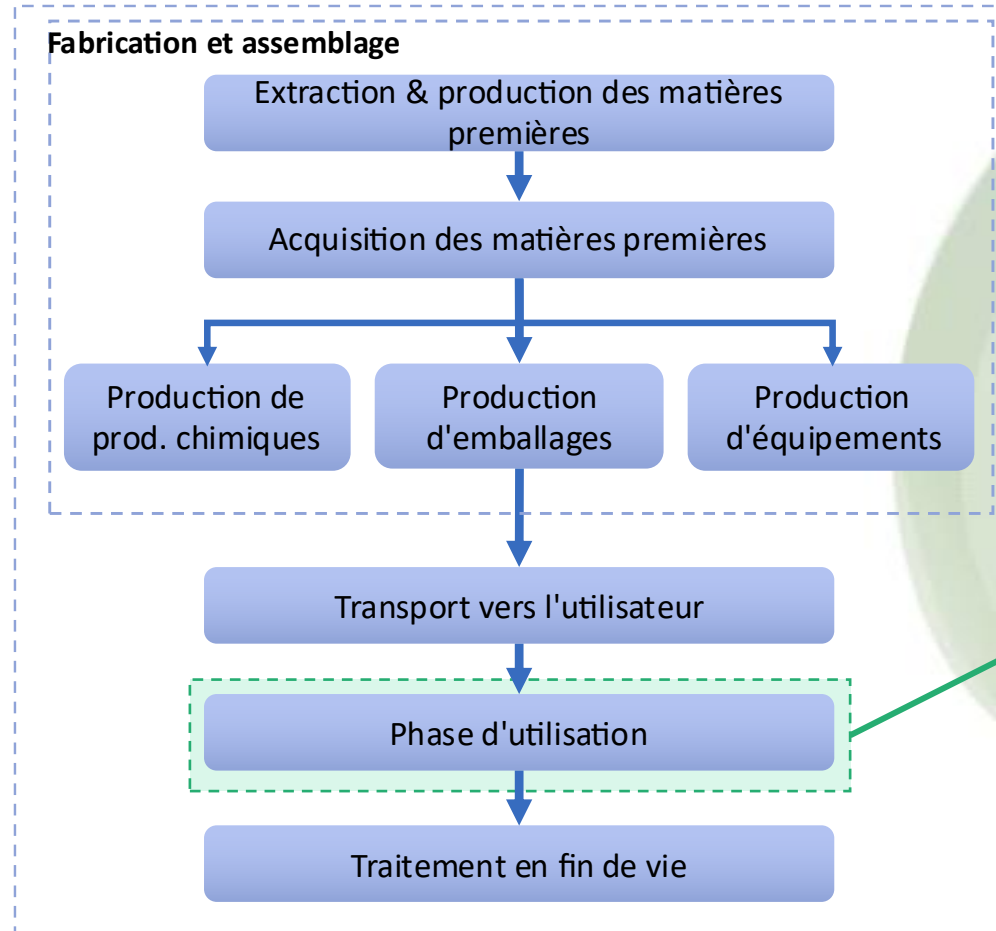 Fabrication et assemblage
Extraction & production des matières
premières
Acquisition des matières premières
Production de
prod. chimiques
Production
d'emballages
Production
d'équipements
Transport vers l'utilisateur
Phase d'utilisation
Traitement en fin de vie